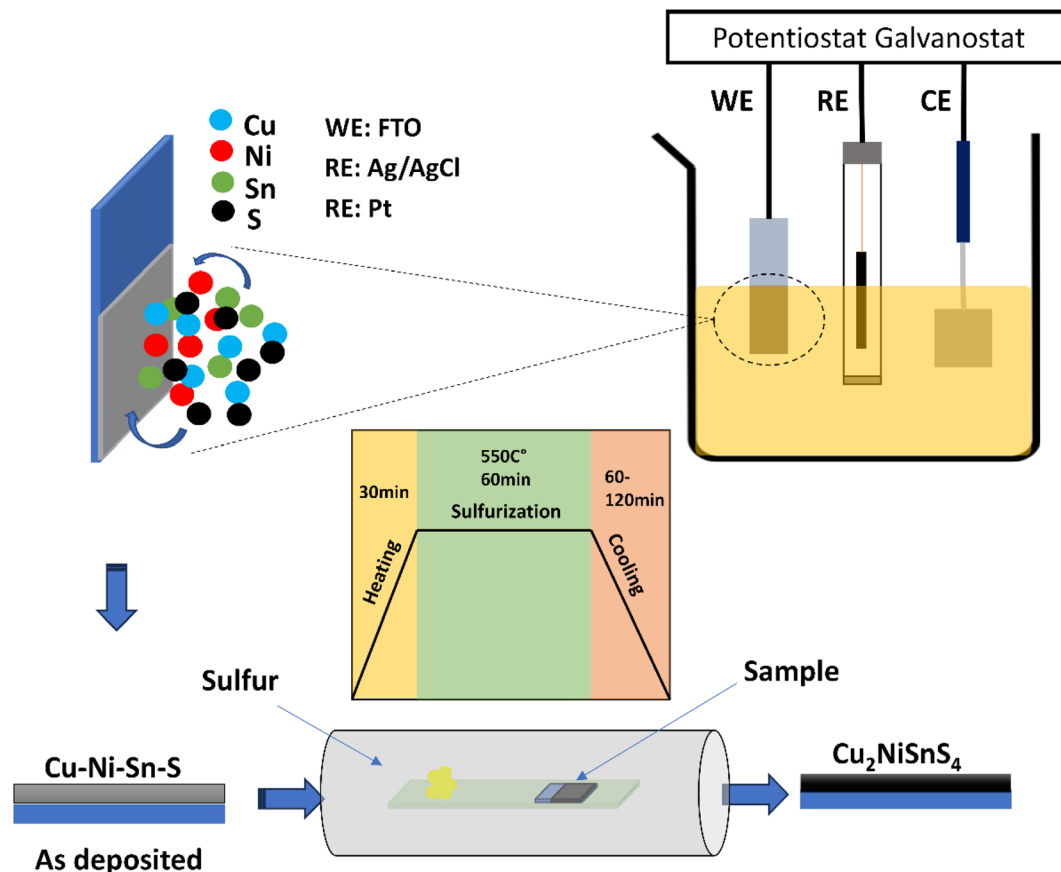 Potentiostat Galvanostat
WE
RE
CE
Cu
Ni
Sn
S
WE: FTO
RE: Ag/AgCl
RE: Pt
30min
550C°
60min
Sulfurization
60-
120min
Heating
Cooling
Sulfur
Sample
Cu-Ni-Sn-S
As deposited
Cu₂NiSnS₄